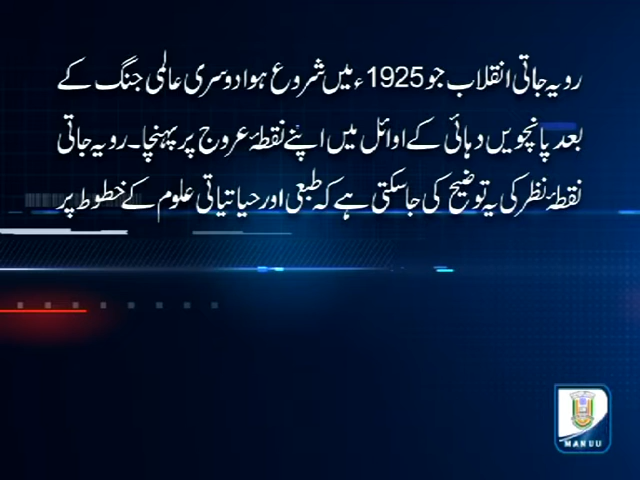 رویہ جاتی انقلاب جو 1925ء میں شروع ہوا دوسری عالمی جنگ کے
بعد پانچویں دہائی کے اوائل میں اپنے نقطۂ عروج پر پہنچا۔ رویہ جاتی
نقطۂ نظر کی یہ توضیح کی جاسکتی ہے کہ طبعی اور حیاتیاتی علوم کے خطوط پر
MANUU